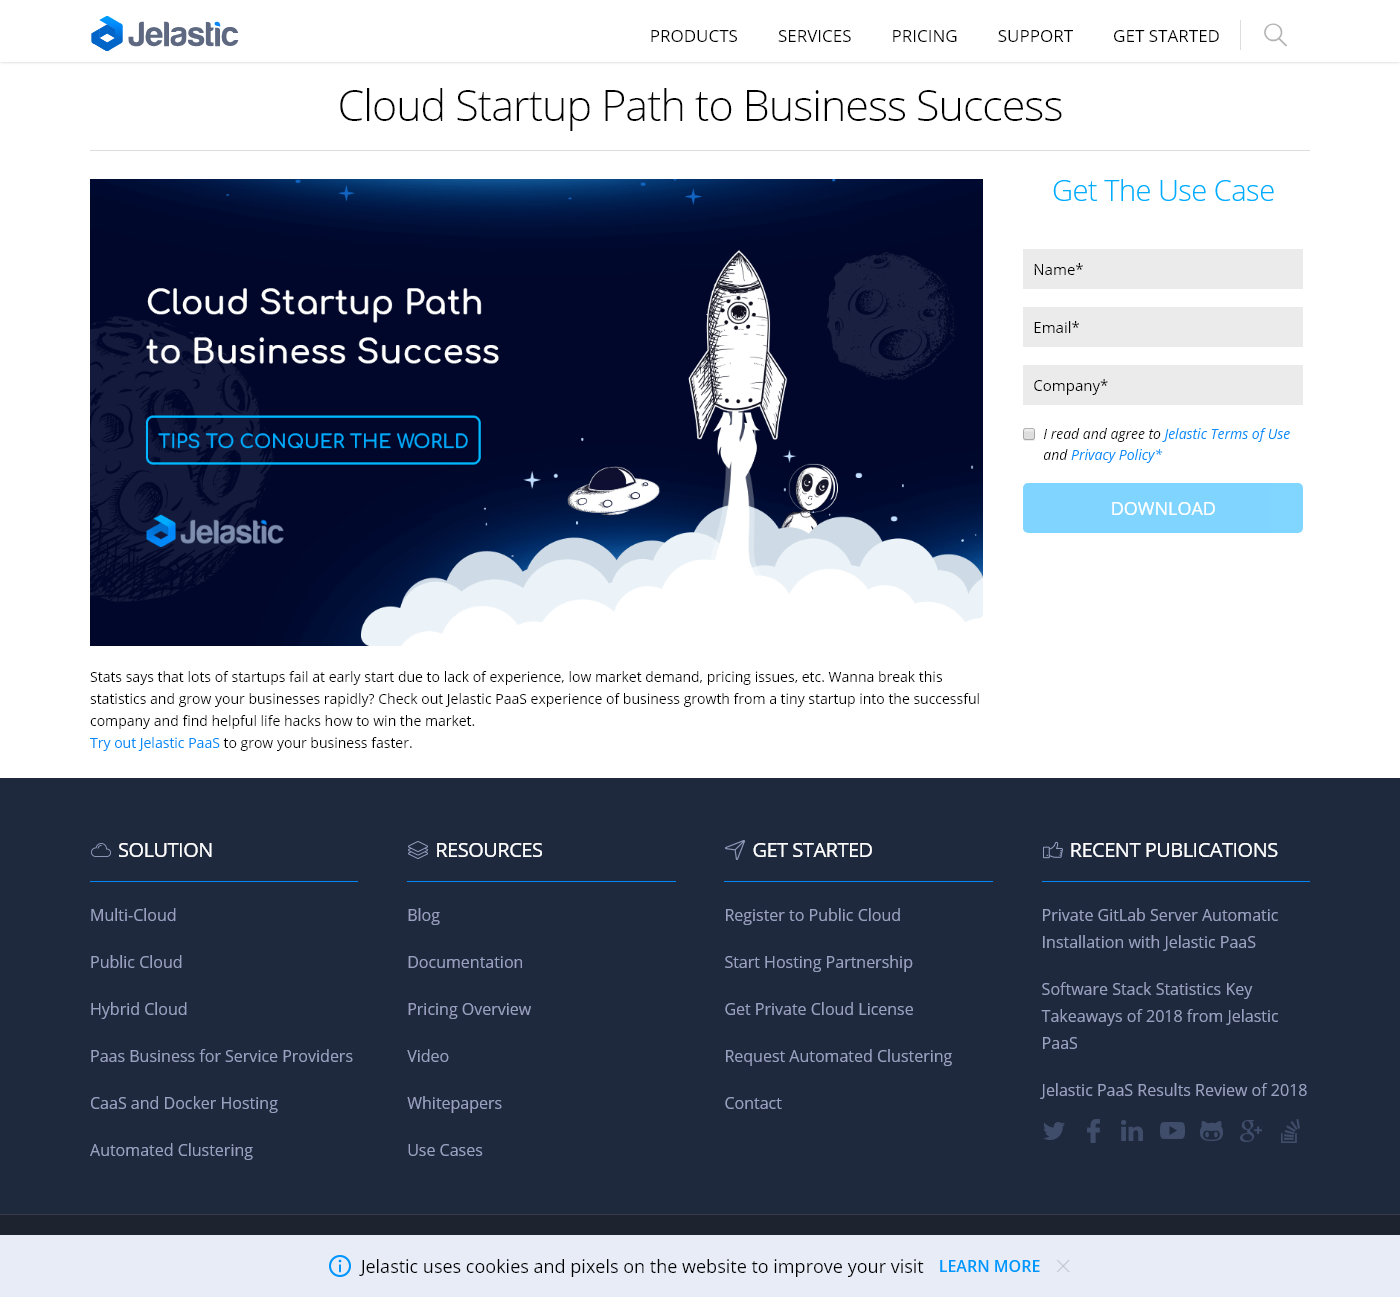 Jelastic
PRODUCTS
SERVICES
PRICING
SUPPORT
GET STARTED
Cloud Startup Path to Business Success
Cloud Startup Path
to Business Success
TIPS TO CONQUER THE WORLD
Jelastic
Get The Use Case
Name*
Email*
Company*
I read and agree to Jelastic Terms of Use
and Privacy Policy*
DOWNLOAD
Stats says that lots of startups fail at early start due to lack of experience, low market demand, pricing issues, etc. Wanna break this
statistics and grow your businesses rapidly? Check out Jelastic PaaS experience of business growth from a tiny startup into the successful
company and find helpful life hacks how to win the market.
Try out Jelastic PaaS to grow your business faster.
SOLUTION
Multi-Cloud
Public Cloud
Hybrid Cloud
Paas Business for Service Providers
CaaS and Docker Hosting
Automated Clustering
RESOURCES
Blog
Documentation
Pricing Overview
Video
Whitepapers
Use Cases
GET STARTED
Register to Public Cloud
Start Hosting Partnership
Get Private Cloud License
Request Automated Clustering
Contact
RECENT PUBLICATIONS
Private GitLab Server Automatic
Installation with Jelastic PaaS
Software Stack Statistics Key
Takeaways of 2018 from Jelastic
PaaS
Jelastic PaaS Results Review of 2018
Jelastic uses cookies and pixels on the website to improve your visit LEARN MORE